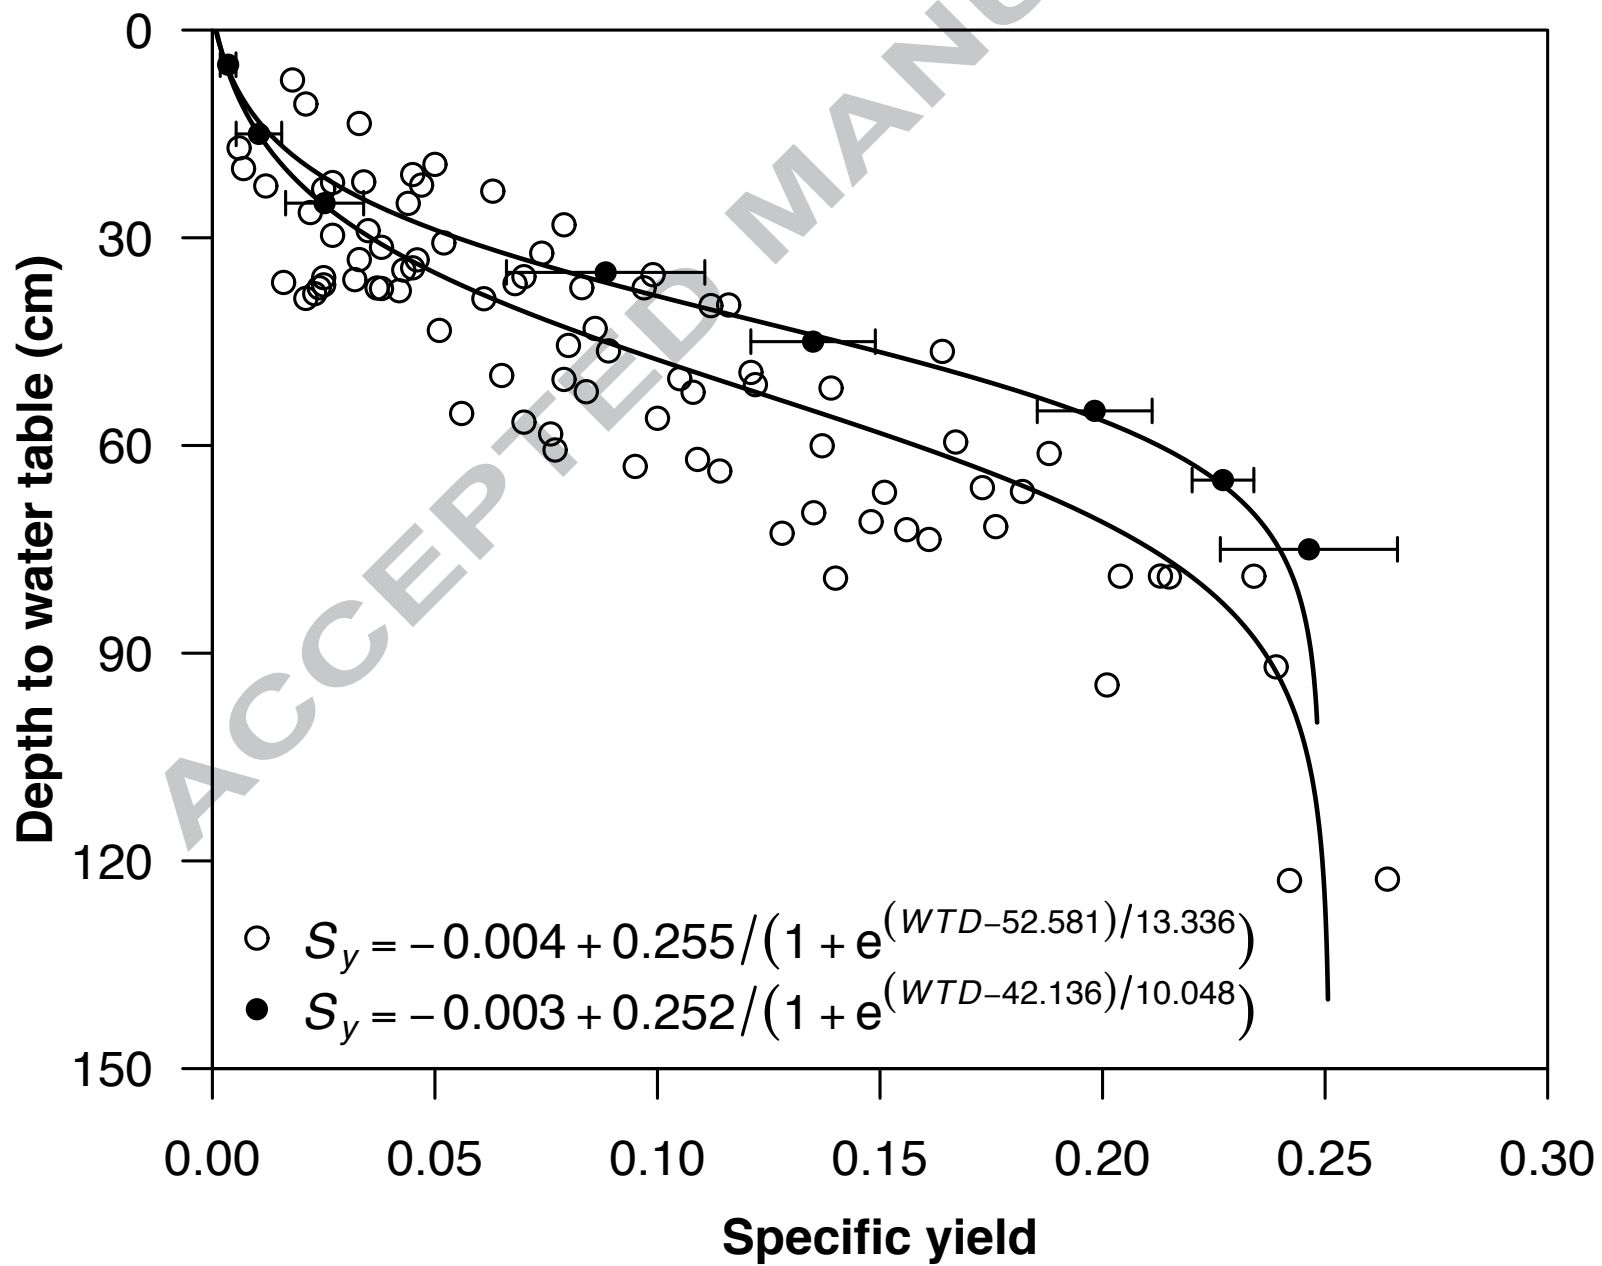 0
30
60
90
120
150
Depth to water table (cm)
ACCEPTED MANU
S_y = −0.004 + 0.255/(1 + e^((WTD−52.581)/13.336))
S_y = −0.003 + 0.252/(1 + e^((WTD−42.136)/10.048))
0.00 0.05 0.10 0.15 0.20 0.25 0.30
Specific yield